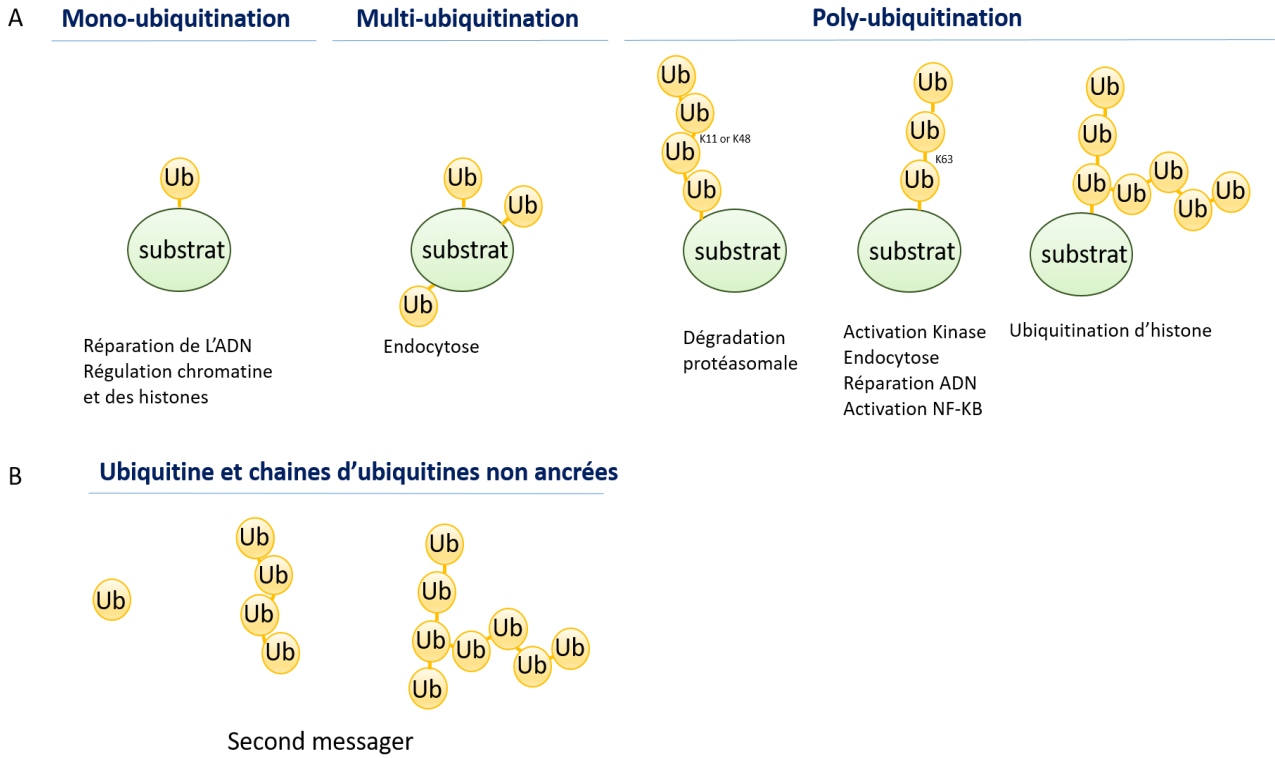 A
Mono-ubiquitination
Multi-ubiquitination
Poly-ubiquitination
Ub
substrat
Réparation de L’ADN
Régulation chromatine
et des histones
Ub
Ub
substrat
Ub
Endocytose
Ub
Ub
K11 or K48
Ub
Ub
substrat
Dégradation
protéasomale
Ub
Ub
K63
Ub
substrat
Activation Kinase
Endocytose
Réparation ADN
Activation NF-KB
Ub
Ub
Ub
Ub
Ub
Ub
Ub
substrat
Ubiquitination d’histone
B
Ubiquitine et chaines d’ubiquitines non ancrées
Ub
Ub
Ub
Ub
Ub
Ub
Ub
Ub
Ub
Ub
Ub
Ub
Ub
Second messager